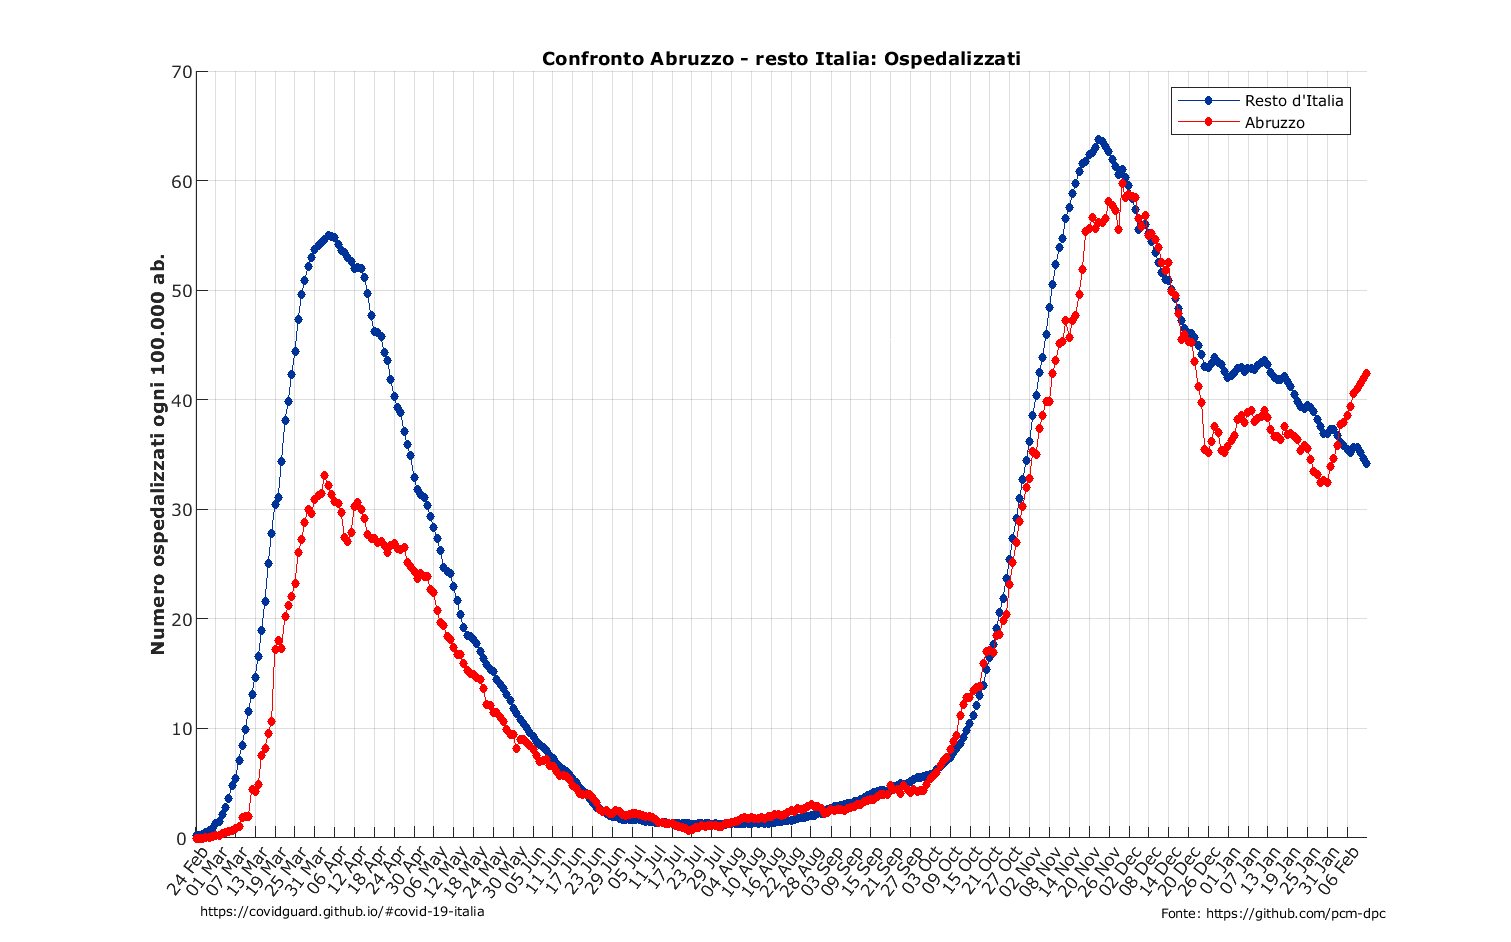 Confronto Abruzzo - resto Italia: Ospedalizzati
Resto d'Italia
Abruzzo
Numero ospedalizzati ogni 100.000 ab.
70
60
50
40
30
20
10
0
24 Feb
01 Mar
07 Mar
13 Mar
19 Mar
25 Mar
31 Mar
06 Apr
12 Apr
18 Apr
24 Apr
30 Apr
06 May
12 May
18 May
24 May
30 May
05 Jun
11 Jun
17 Jun
23 Jun
29 Jun
05 Jul
11 Jul
17 Jul
23 Jul
29 Jul
04 Aug
10 Aug
16 Aug
22 Aug
28 Aug
03 Sep
09 Sep
15 Sep
21 Sep
27 Sep
03 Oct
09 Oct
15 Oct
21 Oct
27 Oct
02 Nov
08 Nov
14 Nov
20 Nov
26 Nov
02 Dec
08 Dec
14 Dec
20 Dec
26 Dec
01 Jan
07 Jan
13 Jan
19 Jan
25 Jan
31 Jan
06 Feb
https://covidguard.github.io/#covid-19-italia
Fonte: https://github.com/pcm-dpc